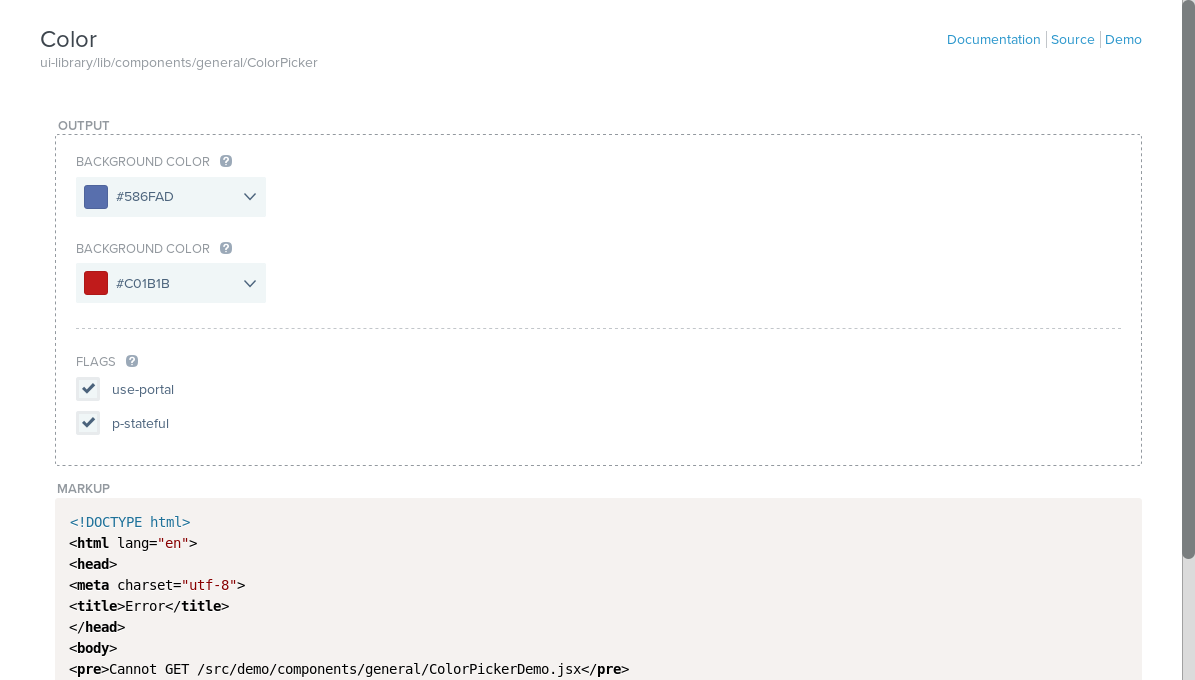 Color
Documentation Source Demo
ui-library/lib/components/general/ColorPicker
OUTPUT
BACKGROUND COLOR ?
#586FAD
BACKGROUND COLOR ?
#C01B1B
FLAGS ?
use-portal
p-stateful
MARKUP
<!DOCTYPE html>
<html lang="en">
<head>
<meta charset="utf-8">
<title>Error</title>
</head>
<body>
<pre>Cannot GET /src/demo/components/general/ColorPickerDemo.jsx</pre>